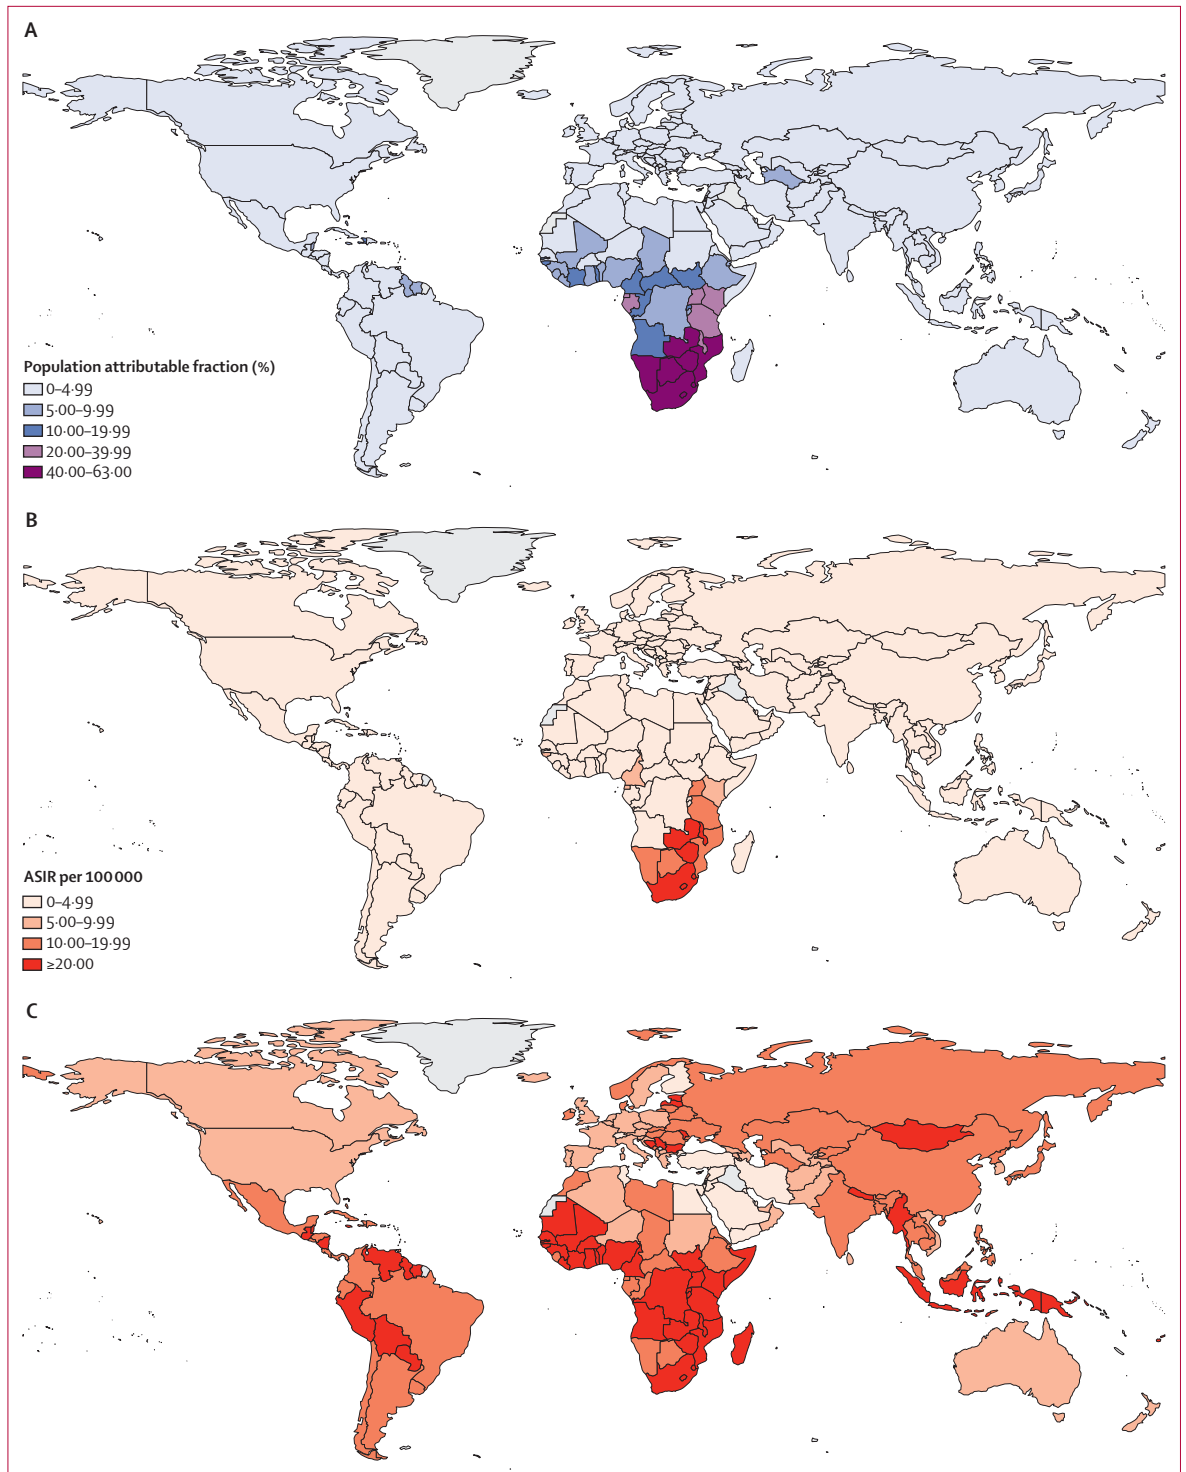 A
Population attributable fraction (%)
0–4·99
5·00–9·99
10·00–19·99
20·00–39·99
40·00–63·00
B
ASIR per 100 000
0–4·99
5·00–9·99
10·00–19·99
≥20·00
C